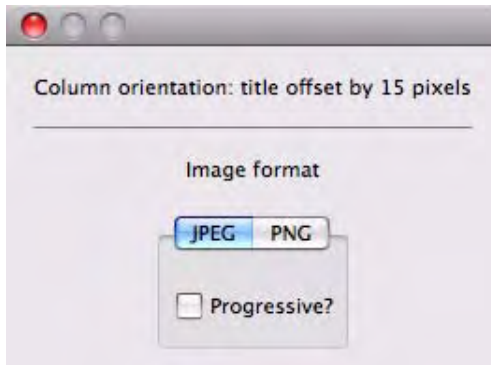 Column orientation: title offset by 15 pixels
Image format
JPEG PNG
Progressive?